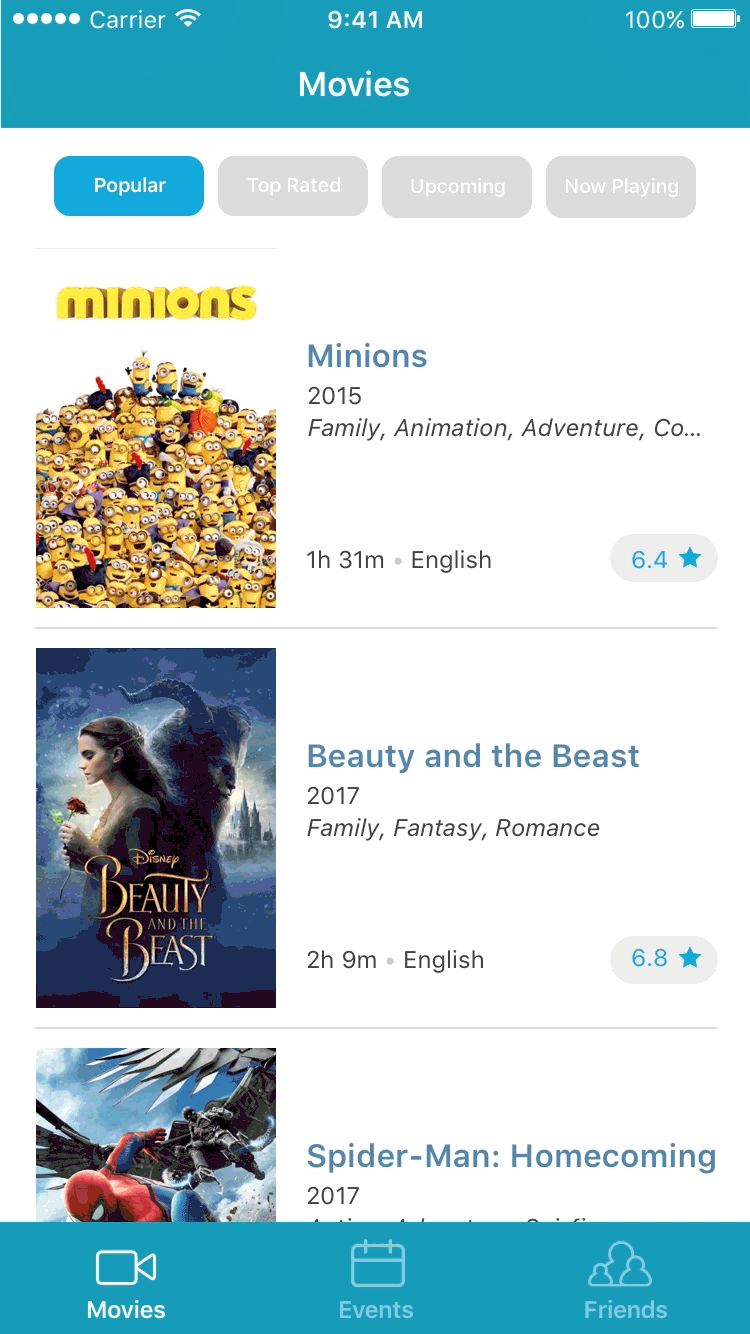 Carrier 9:41 AM 100%
Movies
Popular Top Rated Upcoming Now Playing
minions
Minions
2015
Family, Animation, Adventure, Co...
1h 31m • English 6.4
Beauty and the Beast
2017
Family, Fantasy, Romance
Disney
BEAUTY
AND THE
BEAST
2h 9m • English 6.8
Spider-Man: Homecoming
2017
Movies Events Friends